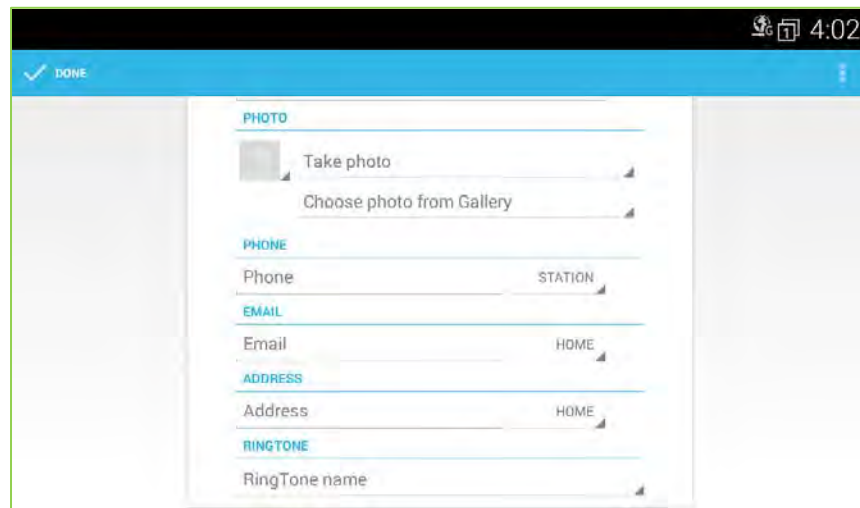 4:02
DONE
PHOTO
Take photo
Choose photo from Gallery
PHONE
Phone STATION
EMAIL
Email HOME
ADDRESS
Address HOME
RINGTONE
RingTone name